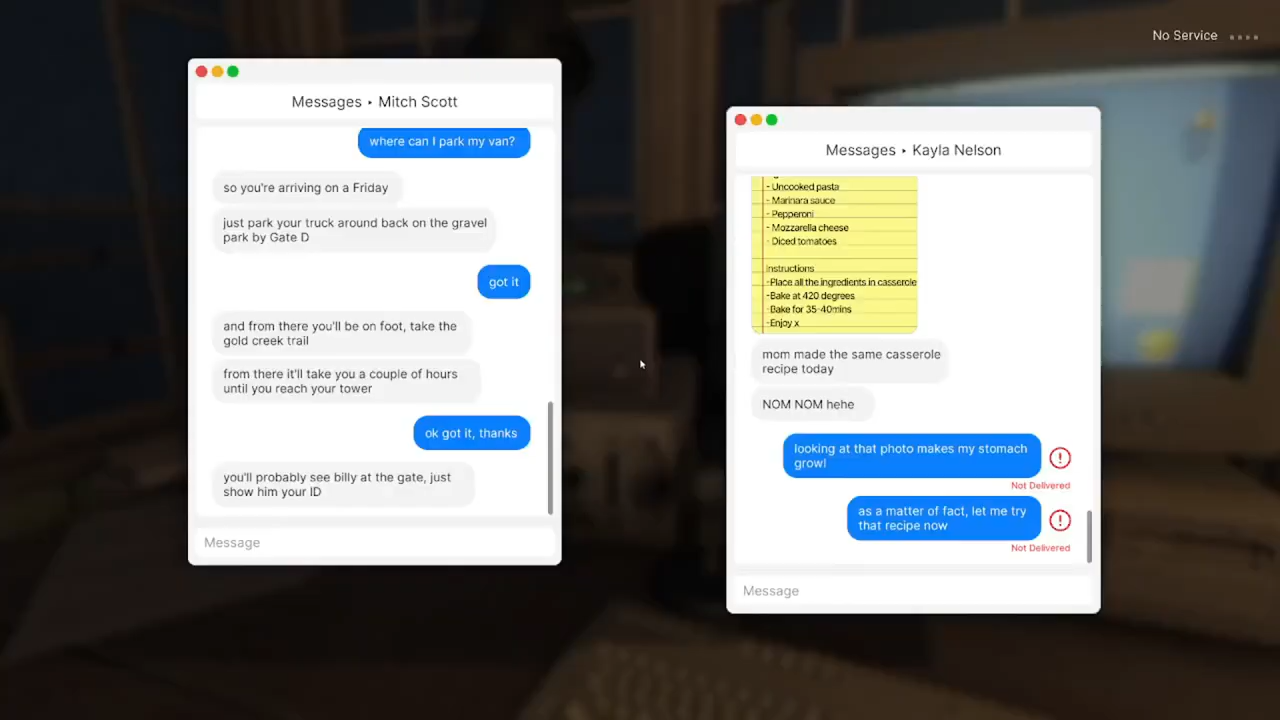 No Service
Messages ‣ Mitch Scott
where can I park my van?
so you're arriving on a Friday
just park your truck around back on the gravel
park by Gate D
got it
and from there you'll be on foot, take the
gold creek trail
from there it'll take you a couple of hours
until you reach your tower
ok got it, thanks
you'll probably see billy at the gate, just
show him your ID
Message
Messages ‣ Kayla Nelson
- Uncooked pasta
- Marinara sauce
- Pepperoni
- Mozzarella cheese
- Diced tomatoes
Instructions
-Place all the ingredients in casserole
-Bake at 420 degrees
-Bake for 35-40mins
-Enjoy x
mom made the same casserole
recipe today
NOM NOM hehe
looking at that photo makes my stomach
growl
Not Delivered
as a matter of fact, let me try
that recipe now
Not Delivered
Message